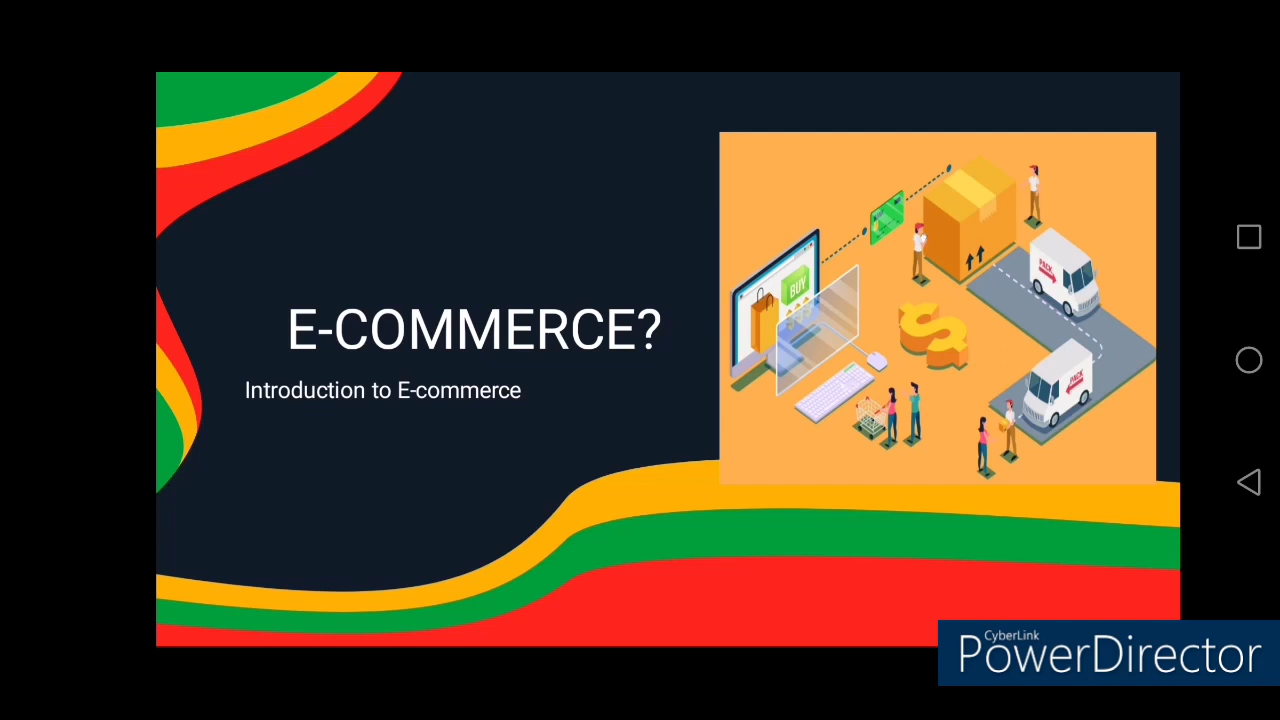 E-COMMERCE?
Introduction to E-commerce
BUY
PACK
PACK
CyberLink
PowerDirector